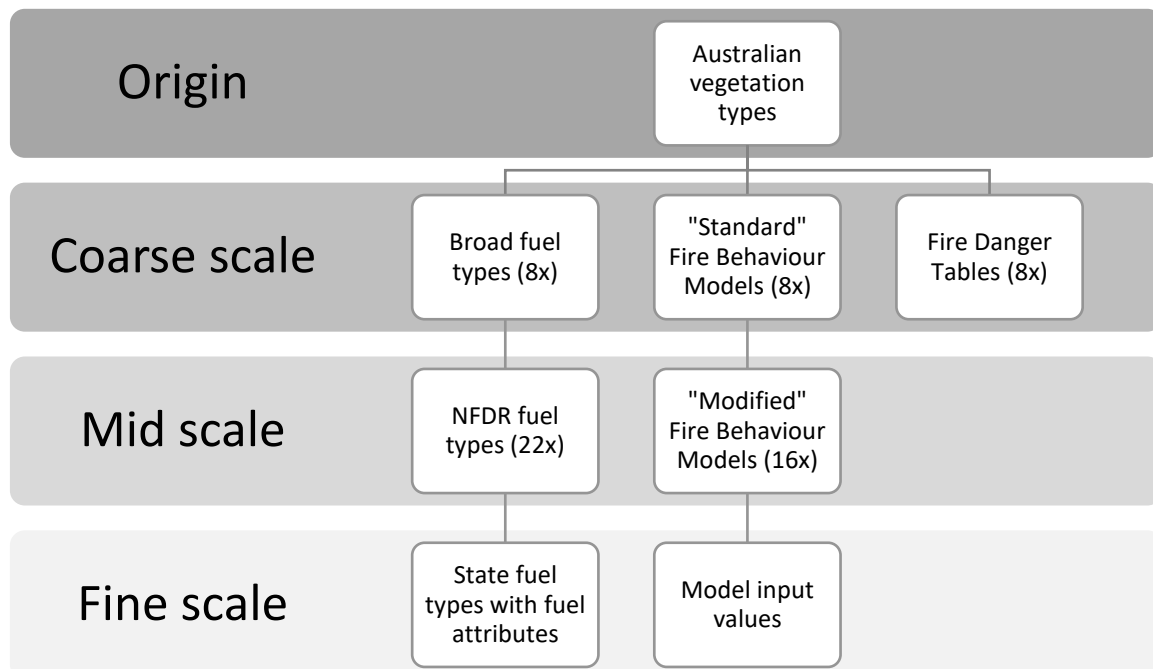 Origin
Australian
vegetation
types
Coarse scale
Broad fuel
types (8x)
"Standard"
Fire Behaviour
Models (8x)
Fire Danger
Tables (8x)
Mid scale
NFDR fuel
types (22x)
"Modified"
Fire Behaviour
Models (16x)
Fine scale
State fuel
types with fuel
attributes
Model input
values